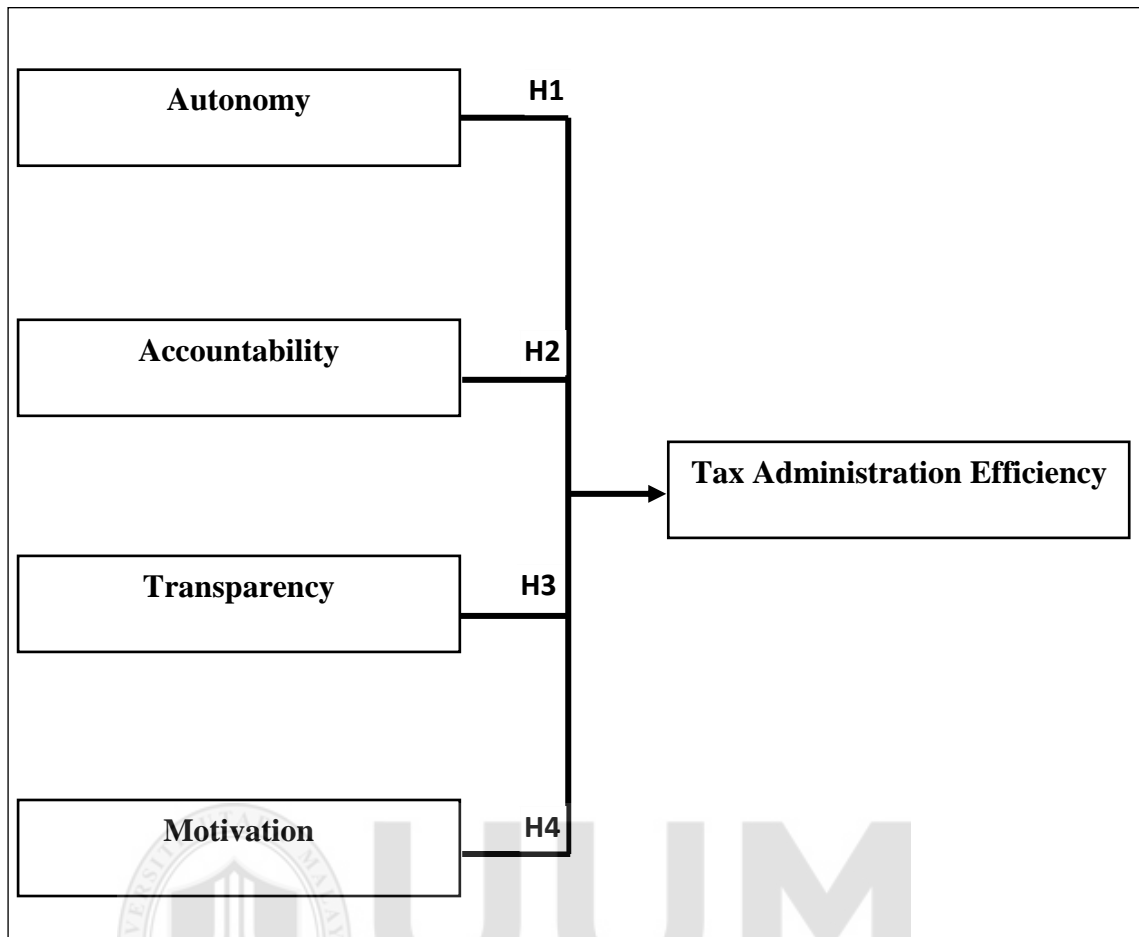 Autonomy
H1
Accountability
H2
Tax Administration Efficiency
Transparency
H3
Motivation
H4
UUM